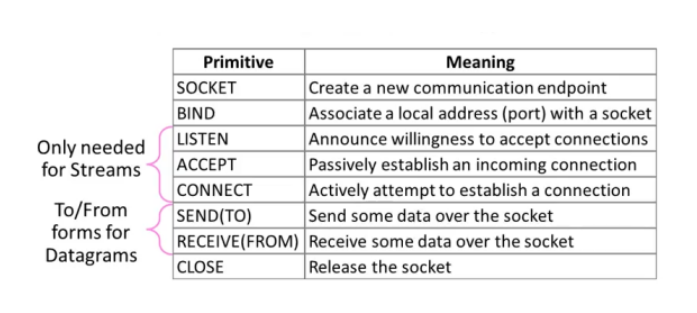 Primitive Meaning
SOCKET Create a new communication endpoint
BIND Associate a local address (port) with a socket
LISTEN Announce willingness to accept connections
ACCEPT Passively establish an incoming connection
CONNECT Actively attempt to establish a connection
SEND(TO) Send some data over the socket
RECEIVE(FROM) Receive some data over the socket
CLOSE Release the socket
Only needed
for Streams
To/From
forms for
Datagrams